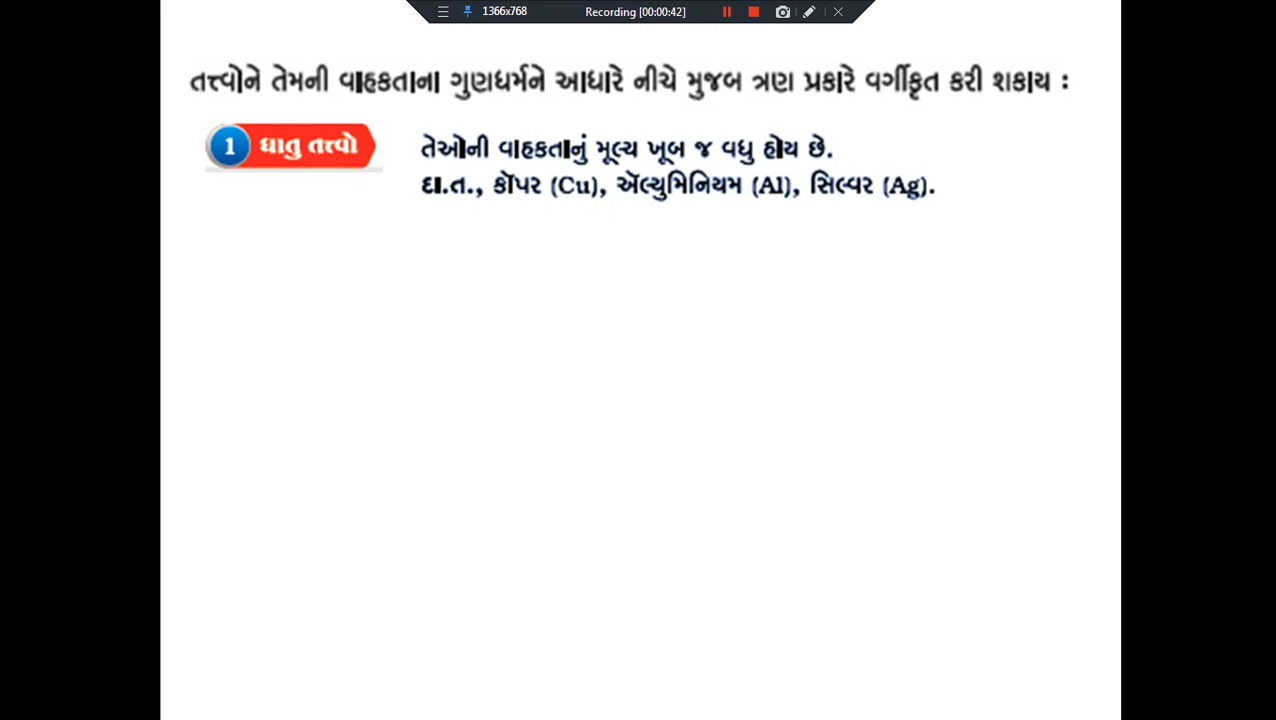 1366x768 Recording [00:00:42]
તત્ત્વોને તેમની વાહકતાના ગુણધર્મને આધારે નીચે મુજબ ત્રણ પ્રકારે વર્ગીકૃત કરી શકાય :
1 ધાતુ તત્ત્વો
તેઓની વાહકતાનું મૂલ્ય ખૂબ જ વધુ હોય છે.
દા.ત., કૉપર (Cu), ઍલ્યુમિનિયમ (Al), સિલ્વર (Ag).